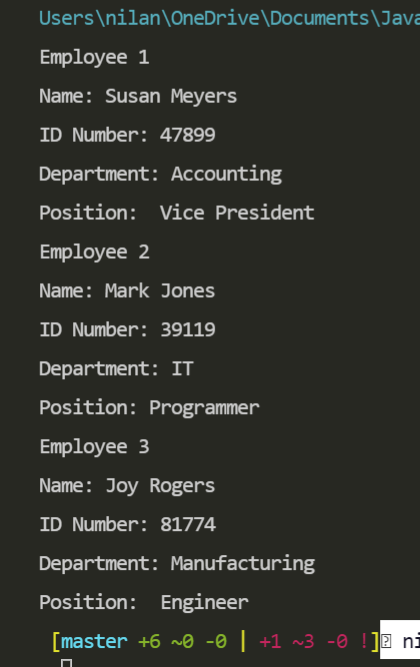 Users\nilan\OneDrive\Documents\Java
Employee 1
Name: Susan Meyers
ID Number: 47899
Department: Accounting
Position:  Vice President
Employee 2
Name: Mark Jones
ID Number: 39119
Department: IT
Position: Programmer
Employee 3
Name: Joy Rogers
ID Number: 81774
Department: Manufacturing
Position:  Engineer
[master +6 ~0 -0 | +1 ~3 -0 !] ni